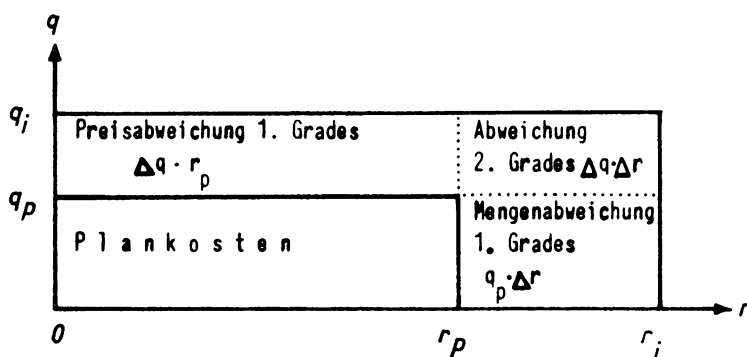 q
q_i
Preisabweichung 1. Grades
Δq · r_p
Abweichung
2. Grades Δq·Δr
q_p
Plankosten
Mengenabweichung
1. Grades
q_p·Δr
0
r_p
r_i
r